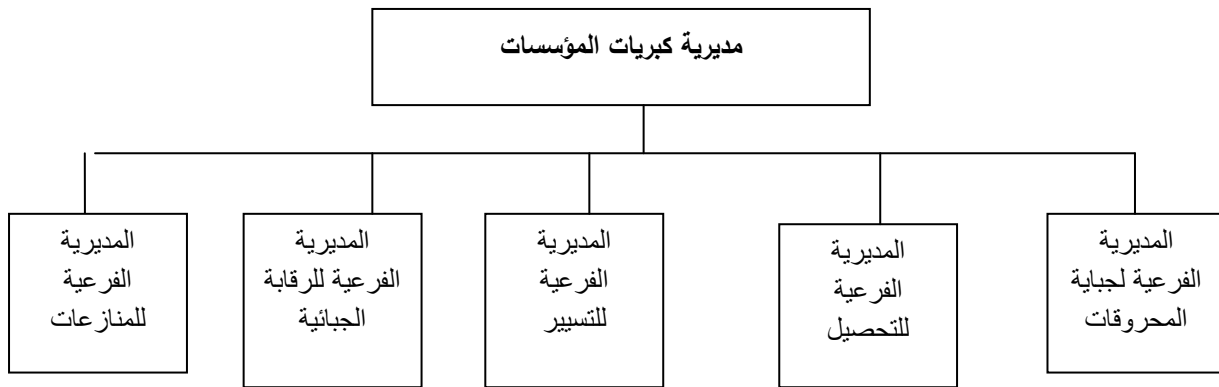 مديرية كبريات المؤسسات
المديرية
الفرعية لجباية
المحروقات
المديرية
الفرعية
للتحصيل
المديرية
الفرعية
للتسيير
المديرية
الفرعية للرقابة
الجبائية
المديرية
الفرعية
للمنازعات